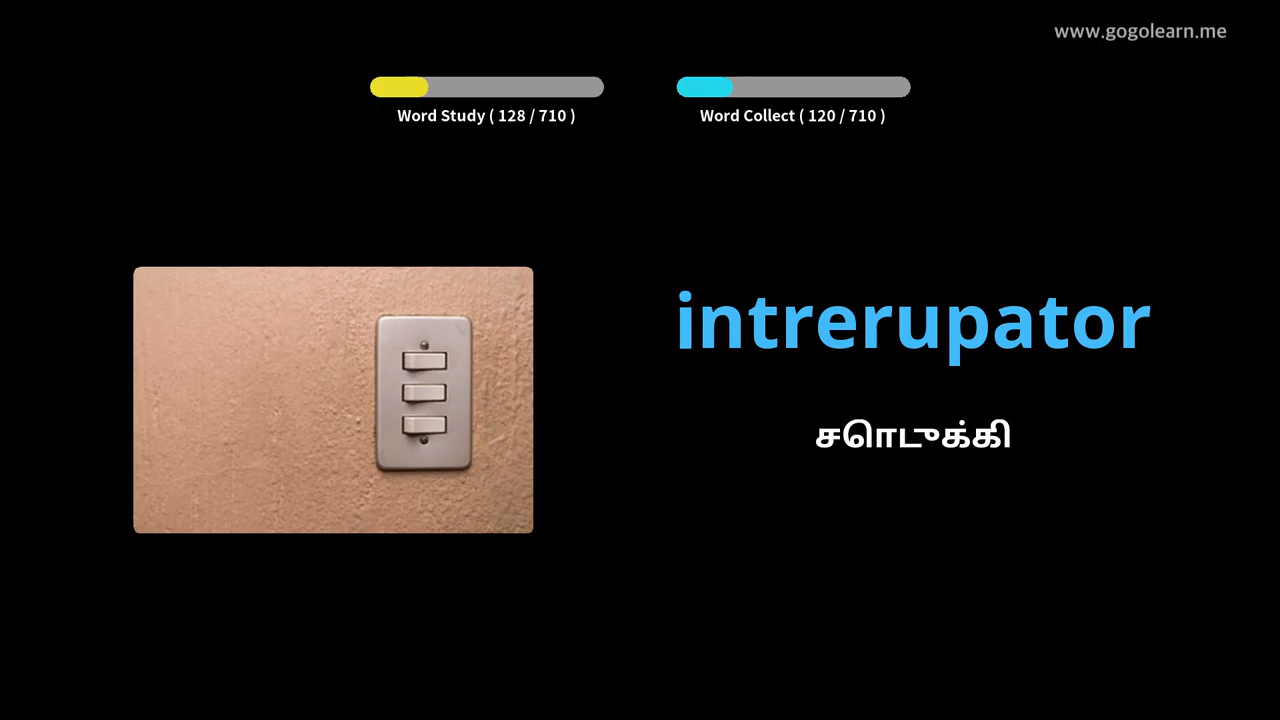 www.gogolearn.me
Word Study ( 128 / 710 )
Word Collect ( 120 / 710 )
intrerupator
சொடுக்கி